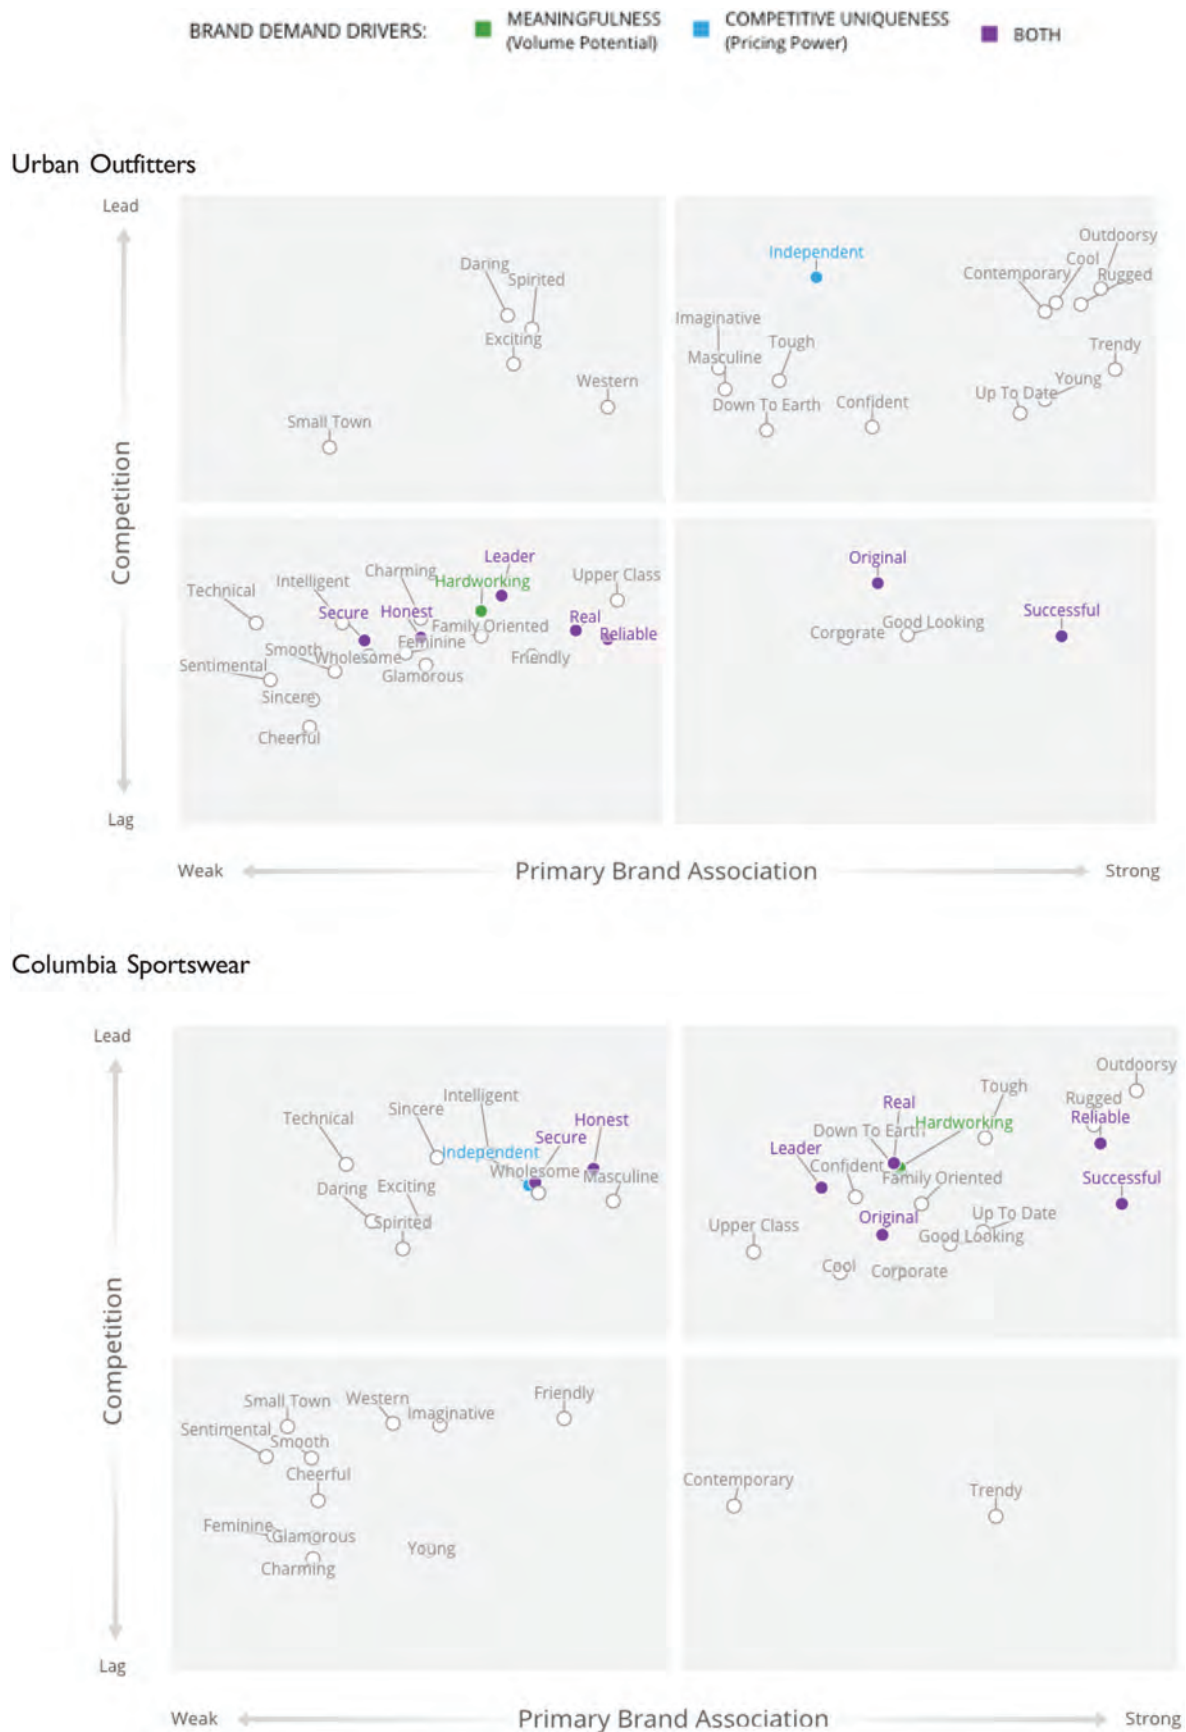 BRAND DEMAND DRIVERS:
MEANINGFULNESS
(Volume Potential)
COMPETITIVE UNIQUENESS
(Pricing Power)
BOTH
Urban Outfitters
Lead
Competition
Lag
Daring
Spirited
Exciting
Western
Small Town
Independent
Outdoorsy
Cool
Contemporary
Rugged
Imaginative
Masculine
Tough
Trendy
Young
Up To Date
Down To Earth
Confident
Leader
Charming
Hardworking
Upper Class
Technical
Intelligent
Secure
Honest
Real
Family Oriented
Reliable
Feminine
Smooth
Wholesome
Friendly
Sentimental
Glamorous
Sincere
Cheerful
Original
Successful
Good Looking
Corporate
Weak
Primary Brand Association
Strong
Columbia Sportswear
Lead
Competition
Lag
Intelligent
Sincere
Technical
Honest
Secure
Independent
Wholesome
Masculine
Daring
Exciting
Spirited
Outdoorsy
Tough
Rugged
Real
Reliable
Hardworking
Down To Earth
Leader
Confident
Family Oriented
Successful
Original
Up To Date
Upper Class
Good Looking
Cool
Corporate
Small Town
Western
Friendly
Imaginative
Sentimental
Smooth
Cheerful
Feminine
Glamorous
Young
Charming
Contemporary
Trendy
Weak
Primary Brand Association
Strong